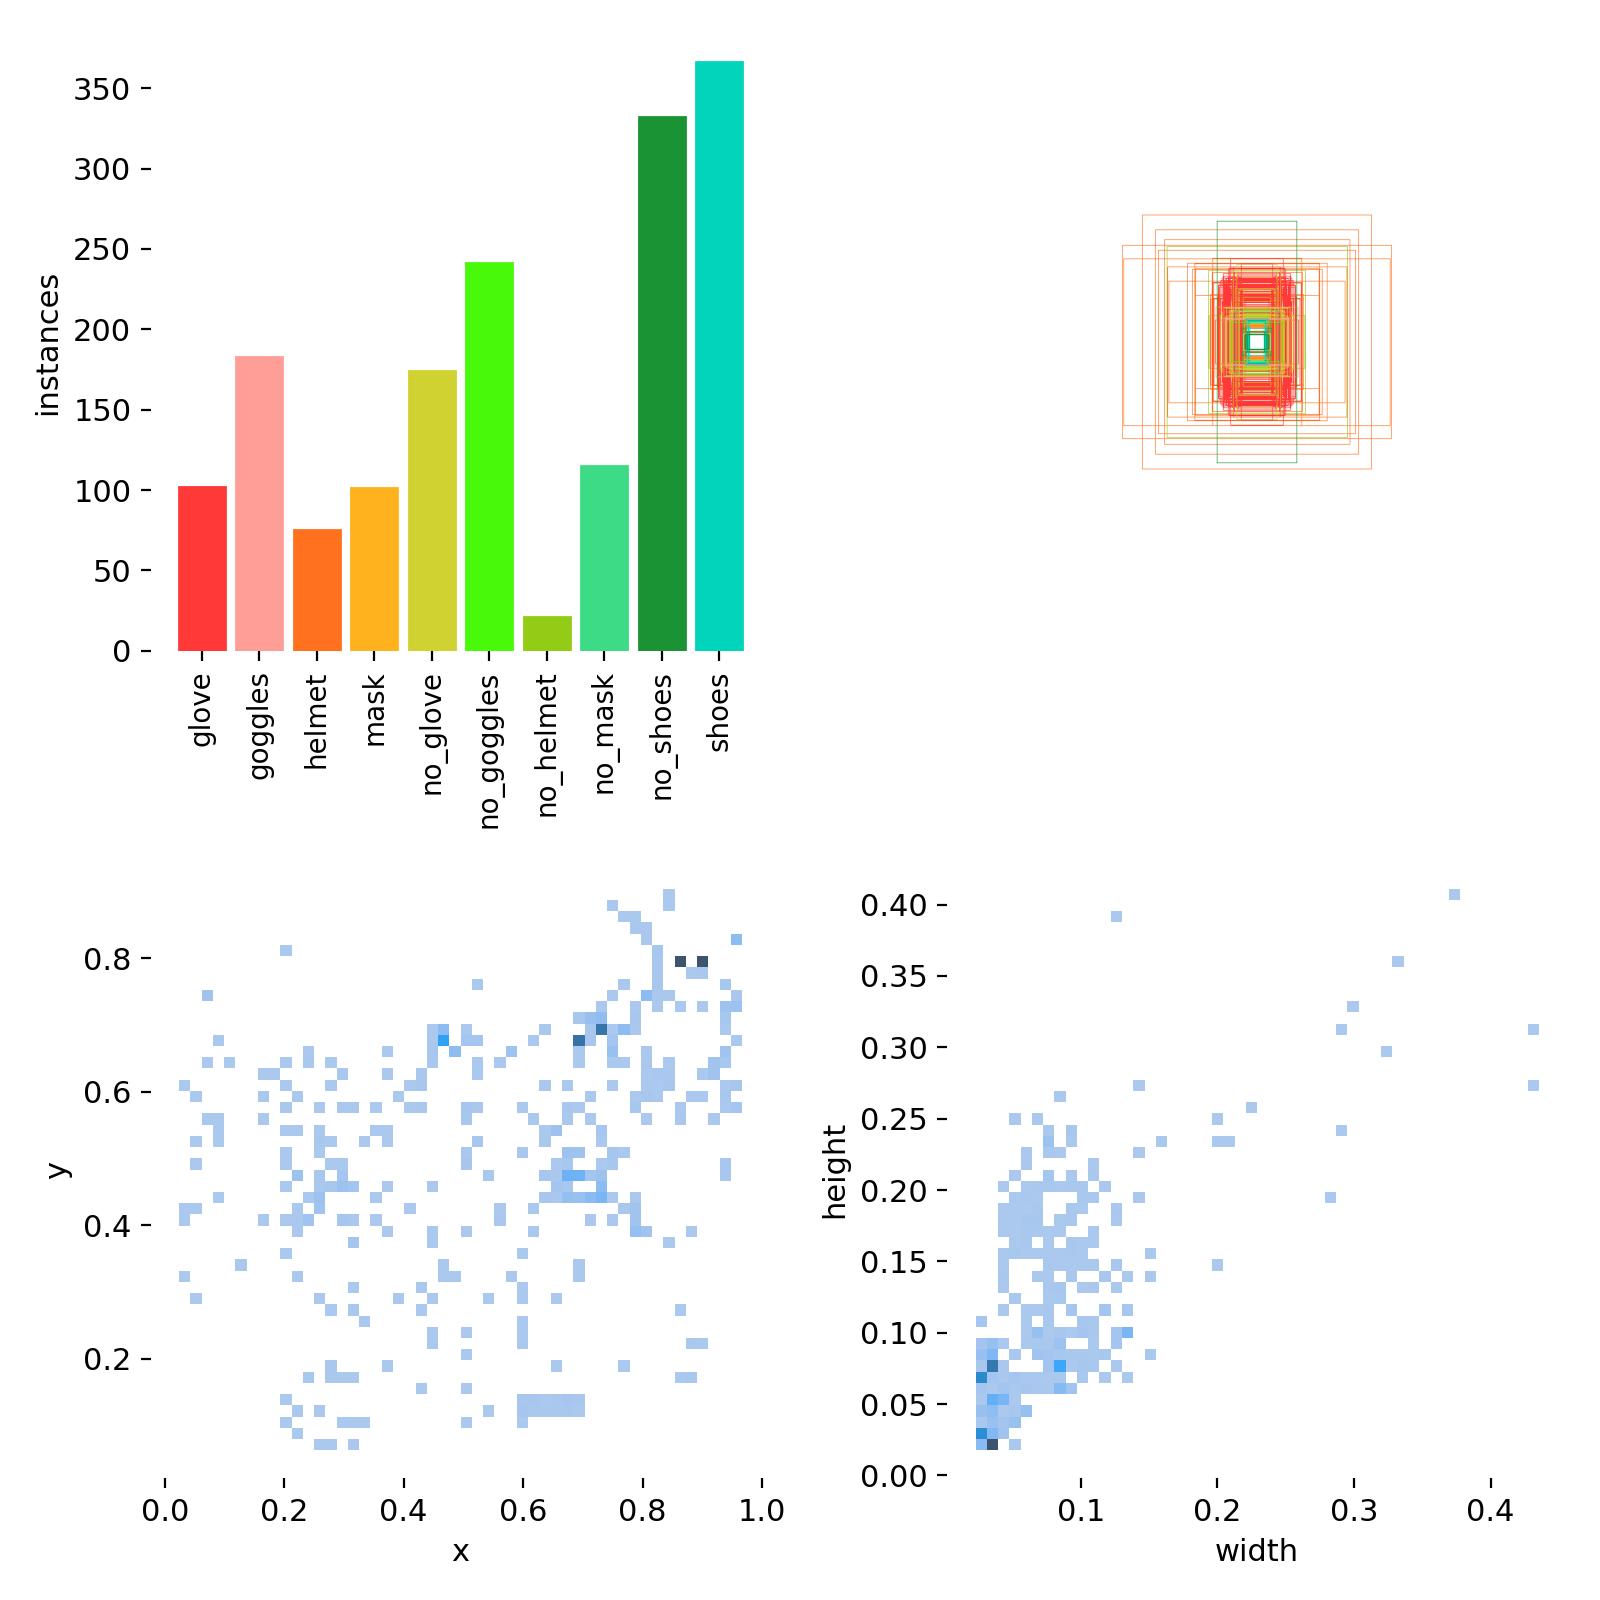 350
300
250
200
150
100
50
0
instances
glove
goggles
helmet
mask
no_glove
no_goggles
no_helmet
no_mask
no_shoes
shoes
0.8
0.6
0.4
0.2
y
0.0 0.2 0.4 0.6 0.8 1.0
x
0.40
0.35
0.30
0.25
0.20
0.15
0.10
0.05
0.00
height
0.1 0.2 0.3 0.4
width